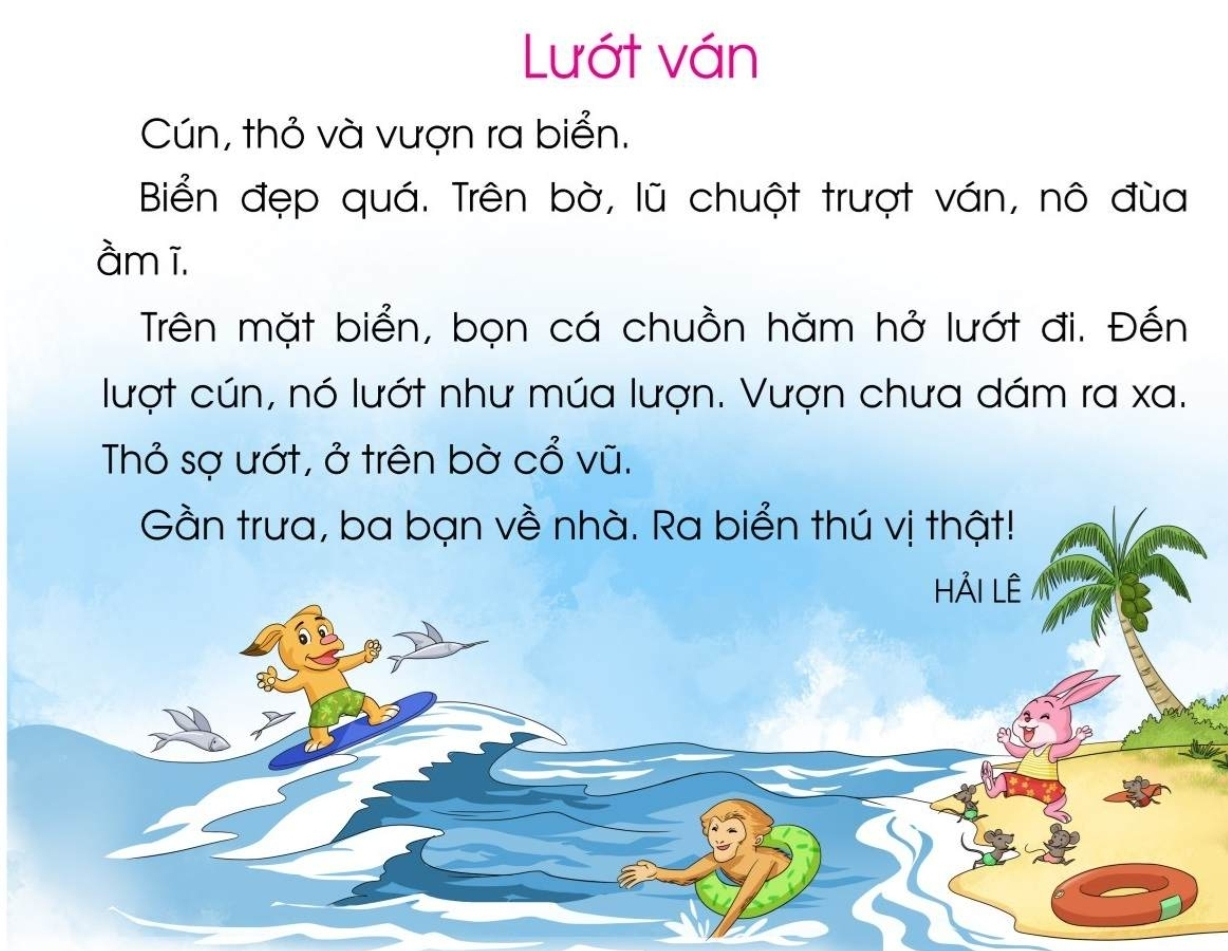 Lướt ván
Cún, thỏ và vượn ra biển.
Biển đẹp quá. Trên bờ, lũ chuột trượt ván, nô đùa
ầm ĩ.
Trên mặt biển, bọn cá chuồn hăm hở lướt đi. Đến
lượt cún, nó lướt như múa lượn. Vượn chưa dám ra xa.
Thỏ sợ ướt, ở trên bờ cổ vũ.
Gần trưa, ba bạn về nhà. Ra biển thú vị thật!
HẢI LÊ